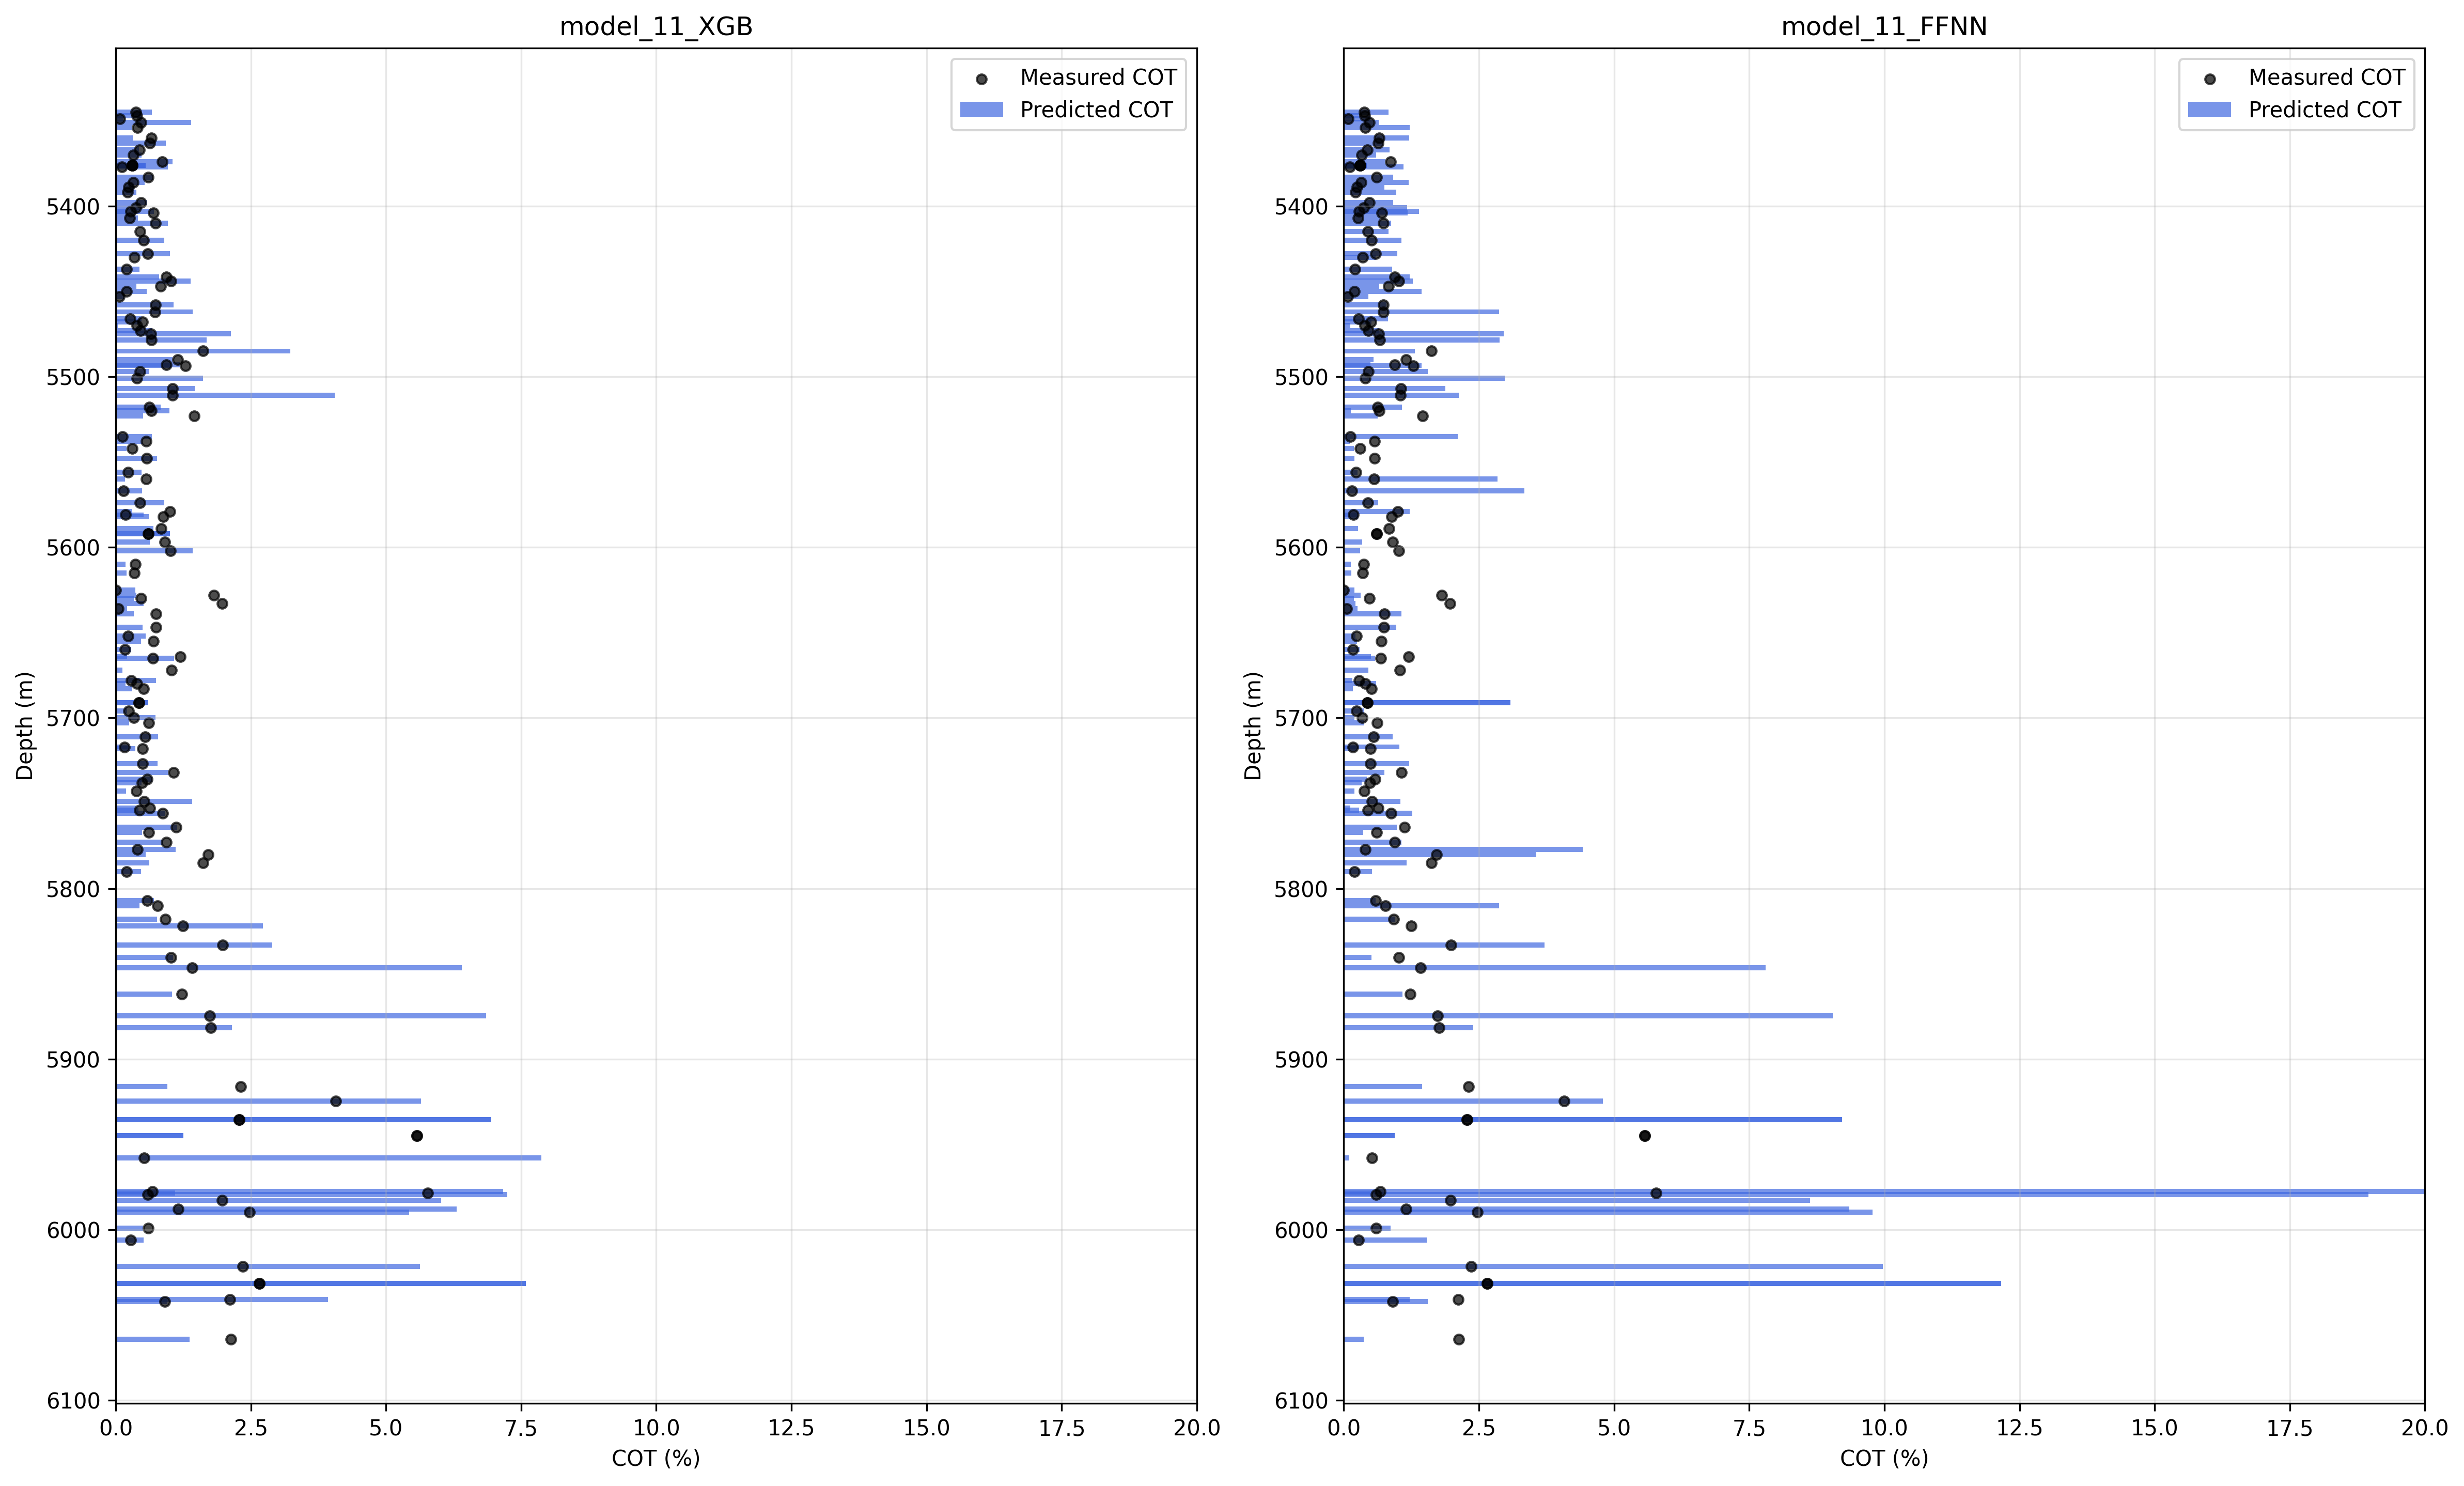 model_11_XGB
Measured COT
Predicted COT
Depth (m)
5400
5500
5600
5700
5800
5900
6000
6100
0.0 2.5 5.0 7.5 10.0 12.5 15.0 17.5 20.0
COT (%)
model_11_FFNN
Measured COT
Predicted COT
Depth (m)
5400
5500
5600
5700
5800
5900
6000
6100
0.0 2.5 5.0 7.5 10.0 12.5 15.0 17.5 20.0
COT (%)